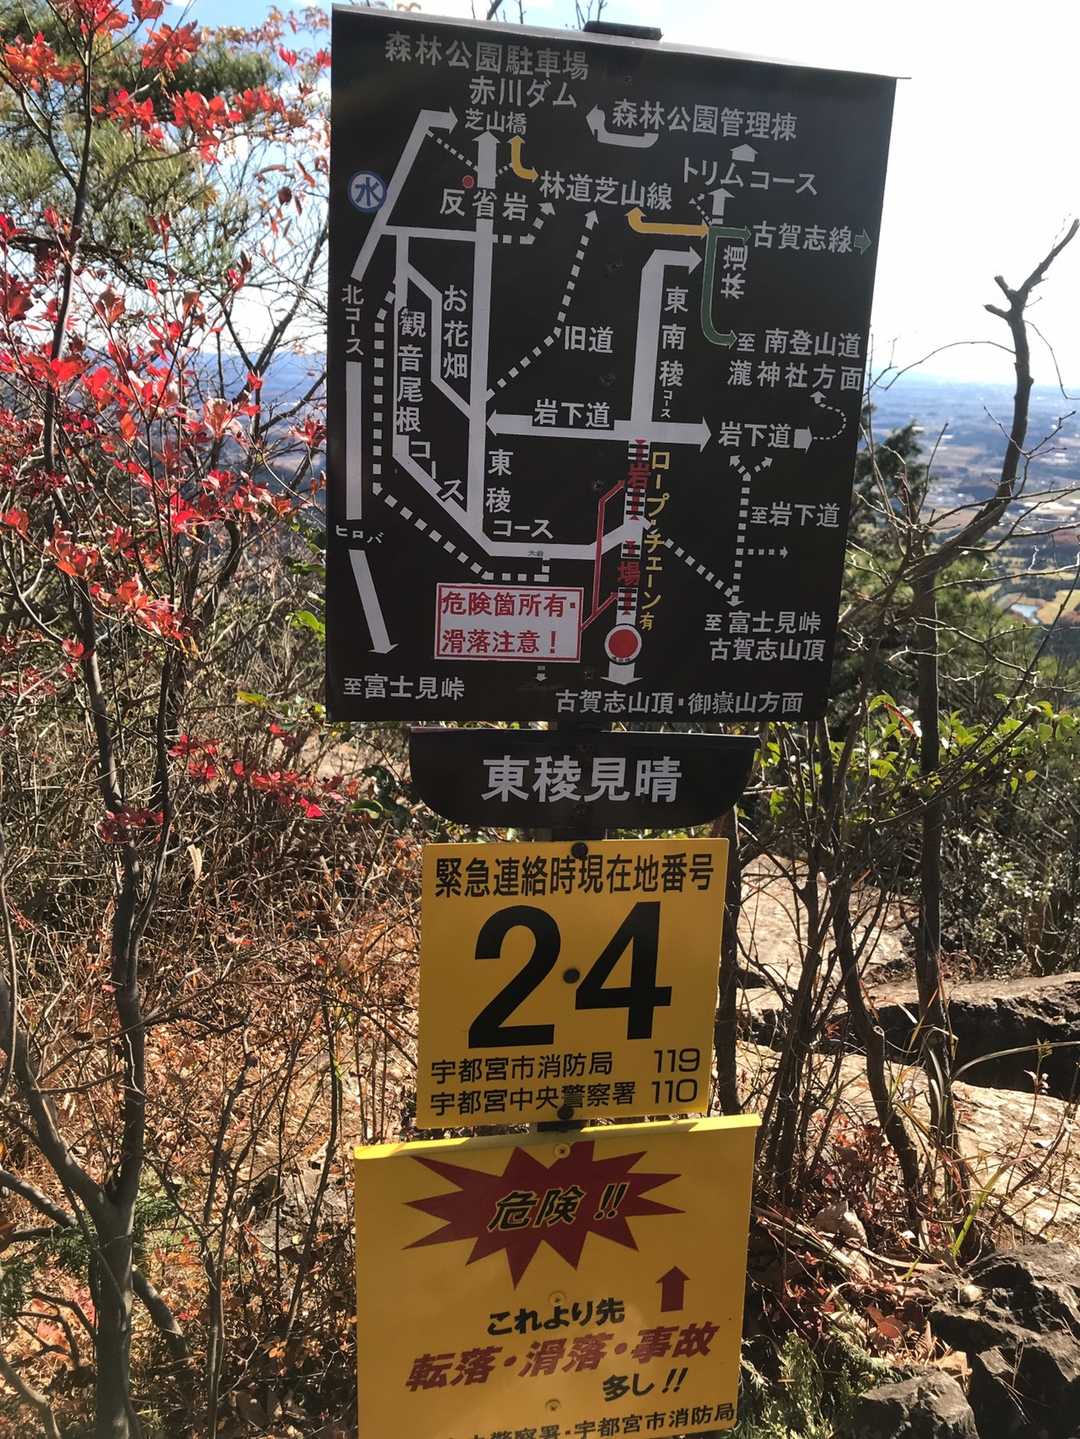 森林公園駐車場
赤川ダム
芝山橋
森林公園管理棟
トリムコース
水
反省岩
林道芝山線
古賀志線
林道
北コース
観音尾根コース
お花畑
旧道
東南稜コース
至 南登山道
瀧神社方面
岩下道
岩下道
東稜コース
ロープ・チェーン有
岩場
至岩下道
ヒロバ
大岩
危険箇所有・
滑落注意！
至富士見峠
古賀志山頂
至富士見峠
古賀志山頂・御嶽山方面
東稜見晴
緊急連絡時現在地番号
24
宇都宮市消防局 119
宇都宮中央警察署 110
危険!!
これより先
転落・滑落・事故
多し!!
中央警察署・宇都宮市消防局